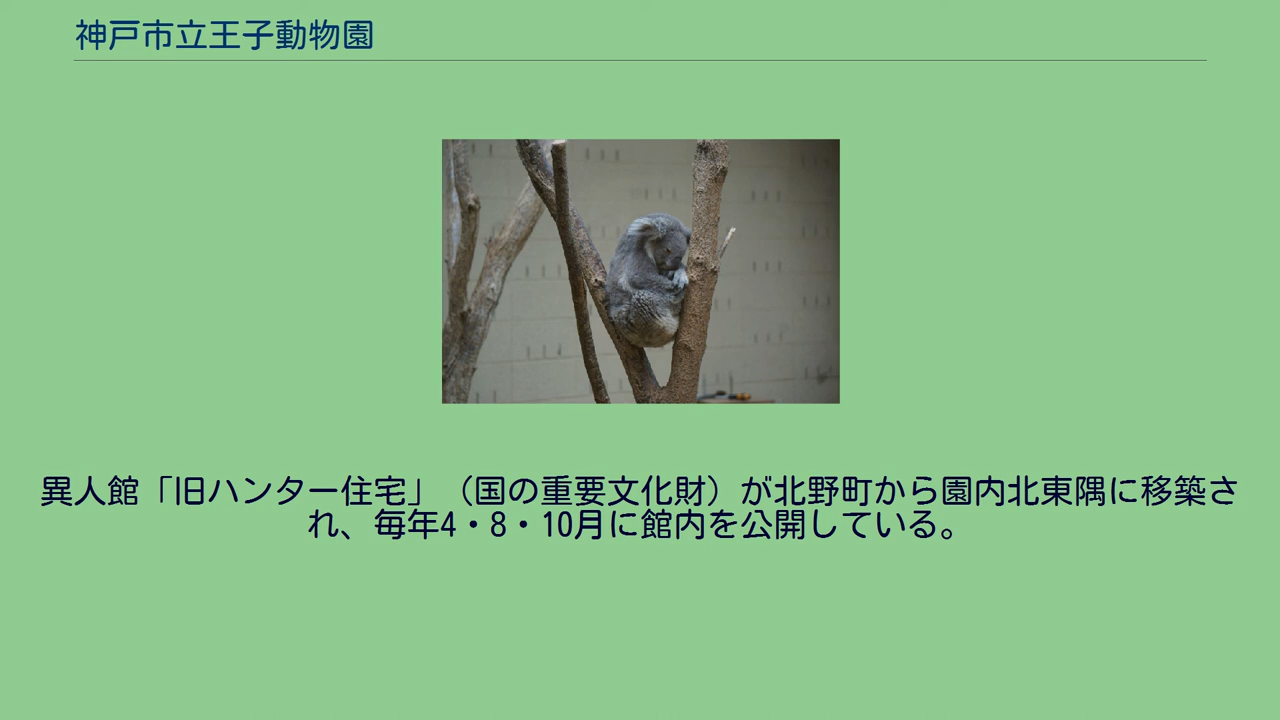 神戸市立王子動物園
異人館「旧ハンター住宅」（国の重要文化財）が北野町から園内北東隅に移築さ
れ、毎年4・8・10月に館内を公開している。